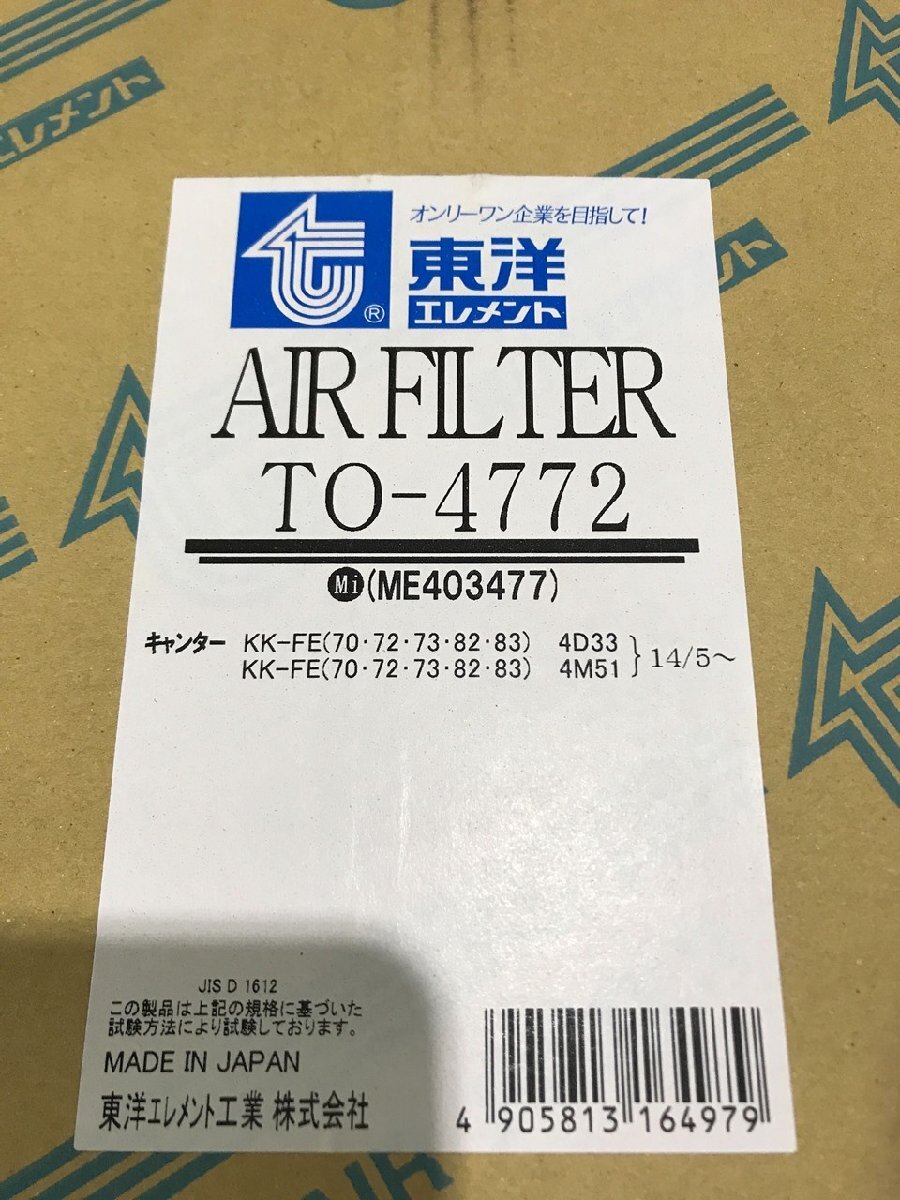 エレメント
オンリーワン企業を目指して!
東洋
エレメント
®
AIR FILTER
TO-4772
Mi(ME403477)
キャンター KK-FE(70・72・73・82・83) 4D33
KK-FE(70・72・73・82・83) 4M51 } 14/5～
JIS D 1612
この製品は上記の規格に基づいた
試験方法により試験しております。
MADE IN JAPAN
東洋エレメント工業 株式会社
4 905813 164979